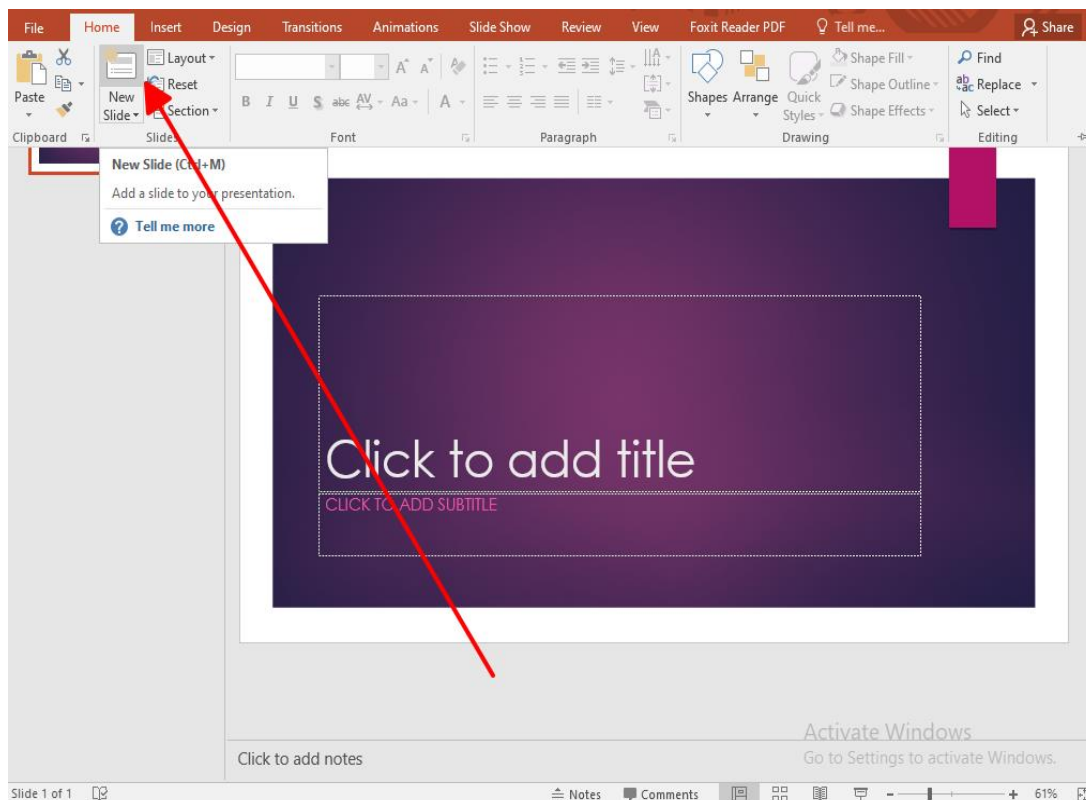 File Home Insert Design Transitions Animations Slide Show Review View Foxit Reader PDF Tell me... Share
Paste
New
Slide
Layout
Reset
Section
B I U S abc AV Aa A
A A
Shapes Arrange Quick
Styles
Shape Fill
Shape Outline
Shape Effects
Find
abc Replace
Select
Clipboard Slides Font Paragraph Drawing Editing
New Slide (Ctrl+M)
Add a slide to your presentation.
Tell me more
Click to add title
CLICK TO ADD SUBTITLE
Activate Windows
Go to Settings to activate Windows.
Click to add notes
Slide 1 of 1 Notes Comments 61%